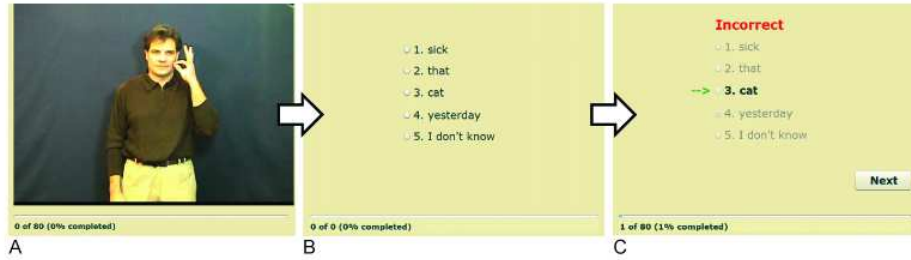 0 of 80 (0% completed)
A
1. sick
2. that
3. cat
4. yesterday
5. I don't know
0 of 0 (0% completed)
B
Incorrect
1. sick
2. that
--> 3. cat
4. yesterday
5. I don't know
Next
1 of 80 (1% completed)
C